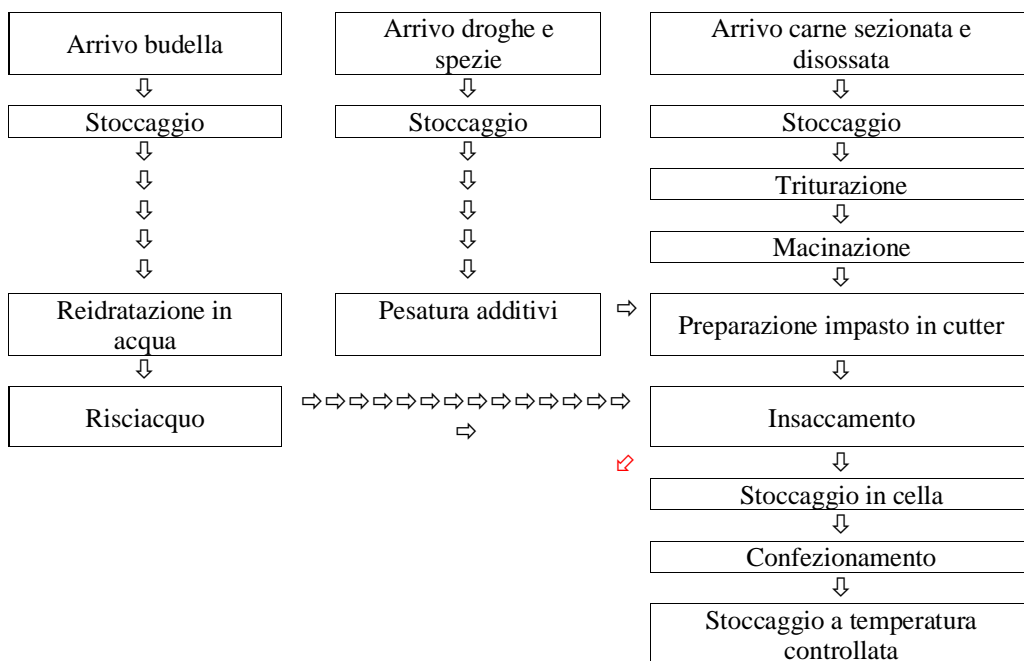 Arrivo budella
Arrivo droghe e
spezie
Arrivo carne sezionata e
disossata
Stoccaggio
Stoccaggio
Stoccaggio
Triturazione
Macinazione
Reidratazione in
acqua
Pesatura additivi
Preparazione impasto in cutter
Risciacquo
Insaccamento
Stoccaggio in cella
Confezionamento
Stoccaggio a temperatura
controllata